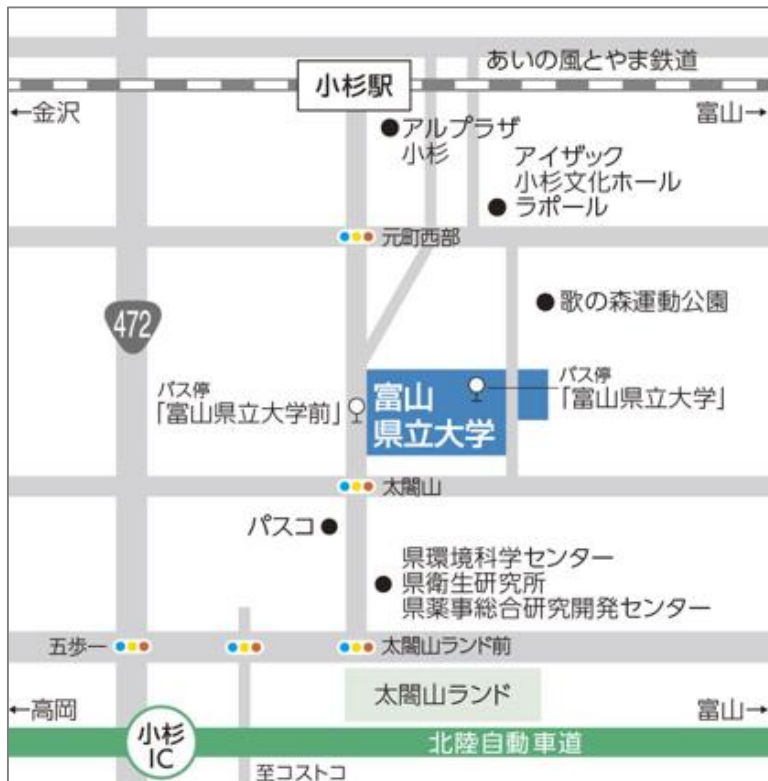 あいの風とやま鉄道
小杉駅
←金沢
富山→
●アルプラザ
小杉
アイザック
小杉文化ホール
●ラポール
元町西部
472
●歌の森運動公園
バス停
「富山県立大学前」
富山
県立大学
バス停
「富山県立大学」
太閤山
パスコ●
県環境科学センター
●県衛生研究所
県薬事総合研究開発センター
五歩一
太閤山ランド前
太閤山ランド
←高岡
富山→
小杉
IC
北陸自動車道
至コストコ